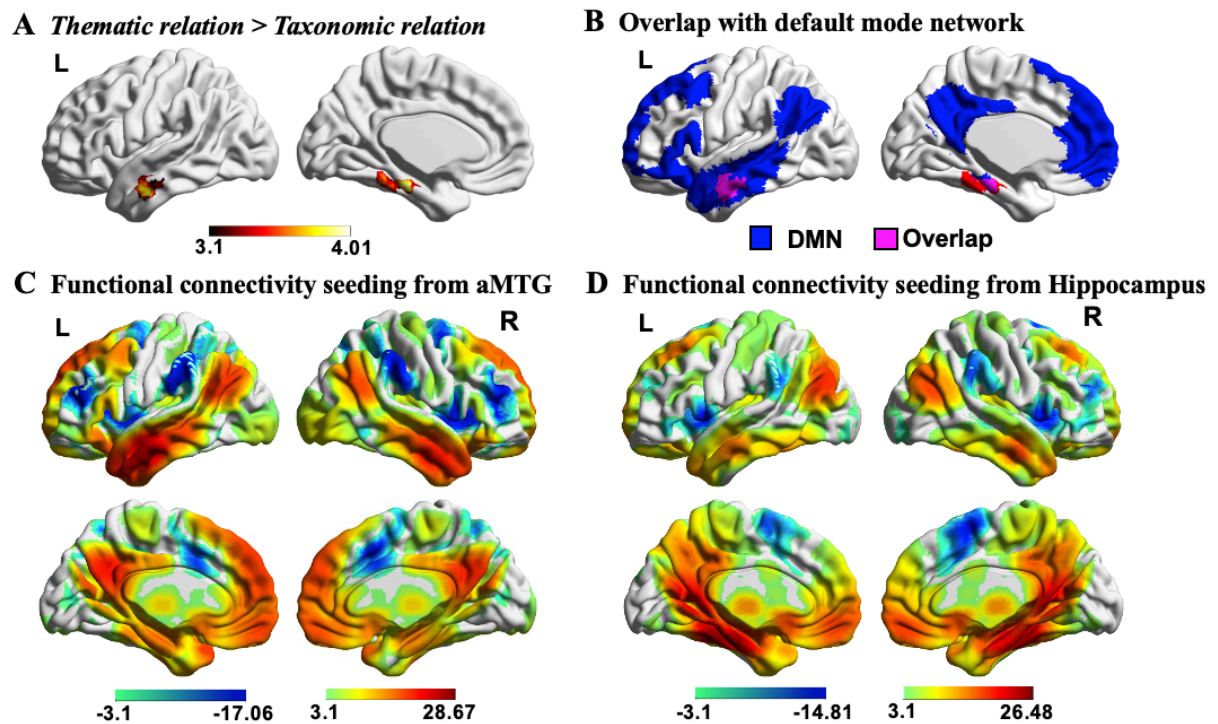 A Thematic relation > Taxonomic relation
L
3.1 4.01
B Overlap with default mode network
L
DMN Overlap
C Functional connectivity seeding from aMTG
L R
-3.1 -17.06 3.1 28.67
D Functional connectivity seeding from Hippocampus
L R
-3.1 -14.81 3.1 26.48